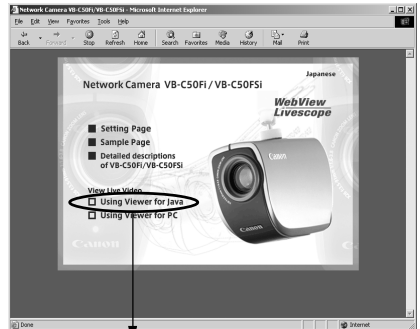 Network Camera VB-C50Fi/VB-C50FSi - Microsoft Internet Explorer
File Edit View Favorites Tools Help
Back Forward Stop Refresh Home Search Favorites Media History Mail Print
Japanese
Network Camera VB-C50Fi / VB-C50FSi
WebView
Livescope
Setting Page
Sample Page
Detailed descriptions
of VB-C50Fi/VB-C50FSi
Canon
View Live Video
Using Viewer for Java
Using Viewer for PC
Canon
Done Internet